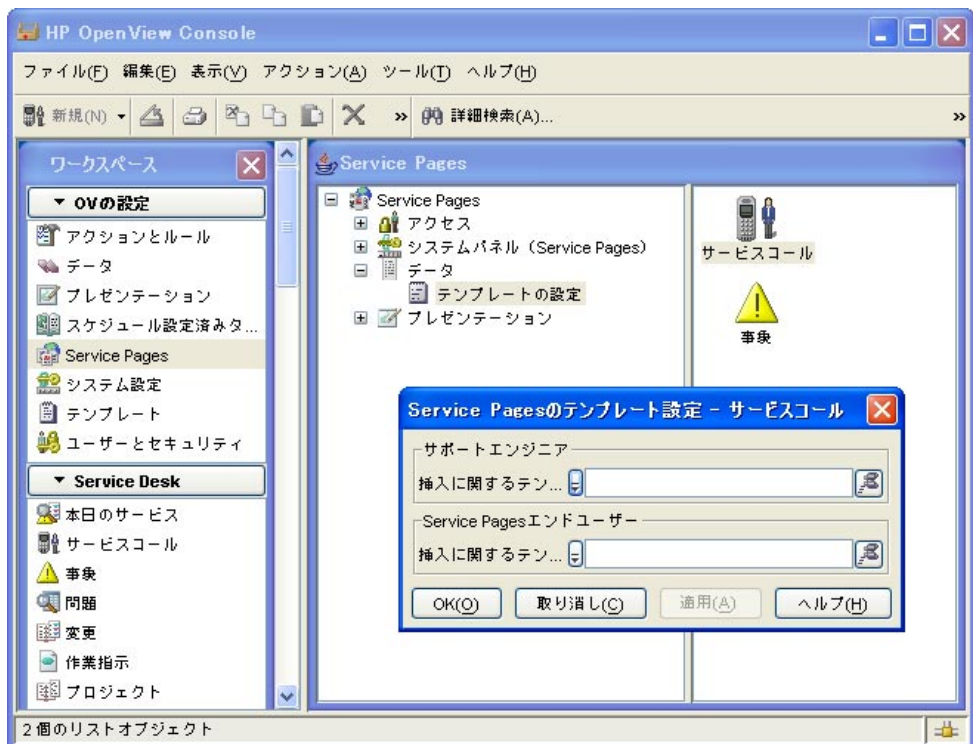 HP OpenView Console
ファイル(F) 編集(E) 表示(V) アクション(A) ツール(T) ヘルプ(H)
新規(N) » 詳細検索(A)... »
ワークスペース
OVの設定
アクションとルール
データ
プレゼンテーション
スケジュール設定済みタ...
Service Pages
システム設定
テンプレート
ユーザーとセキュリティ
Service Desk
本日のサービス
サービスコール
事象
問題
変更
作業指示
プロジェクト
Service Pages
Service Pages
アクセス
システムパネル（Service Pages）
データ
テンプレートの設定
プレゼンテーション
サービスコール
事象
Service Pagesのテンプレート設定 - サービスコール
サポートエンジニア
挿入に関するテン...
Service Pagesエンドユーザー
挿入に関するテン...
OK(O) 取り消し(C) 適用(A) ヘルプ(H)
2個のリストオブジェクト